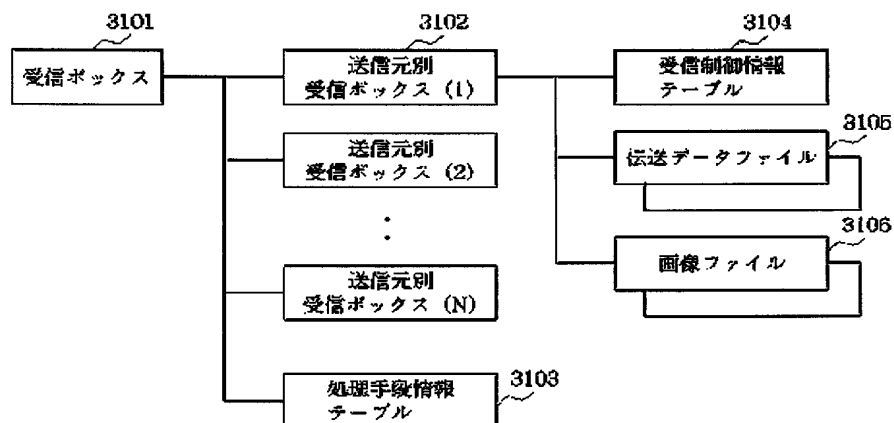 3101
受信ボックス
3102
送信元別
受信ボックス (1)
送信元別
受信ボックス (2)
送信元別
受信ボックス (N)
3103
処理手段情報
テーブル
3104
受信制御情報
テーブル
3105
伝送データファイル
3106
画像ファイル